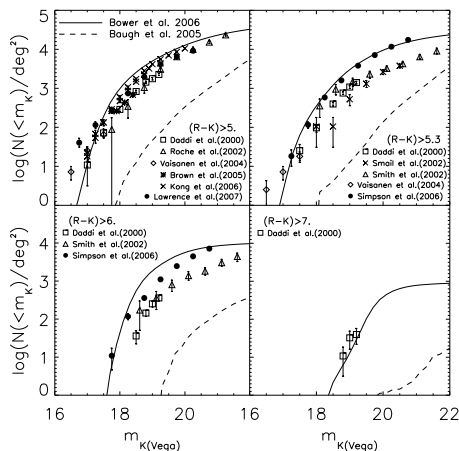 Bower et al. 2006
Baugh et al. 2005
log(N(<m_K)/deg²)
5
4
3
2
1
0
(R−K)>5.
Daddi et al.(2000)
Roche et al.(2002)
Vaisanen et al.(2004)
Brown et al.(2005)
Kong et al.(2006)
Lawrence et al.(2007)
(R−K)>5.3
Daddi et al.(2000)
Smail et al.(2002)
Smith et al.(2002)
Vaisanen et al.(2004)
Simpson et al.(2006)
log(N(<m_K)/deg²)
4
3
2
1
0
(R−K)>6.
Daddi et al.(2000)
Smith et al.(2002)
Simpson et al.(2006)
(R−K)>7.
Daddi et al.(2000)
16 18 20 16 18 20 22
m_K(Vega) m_K(Vega)